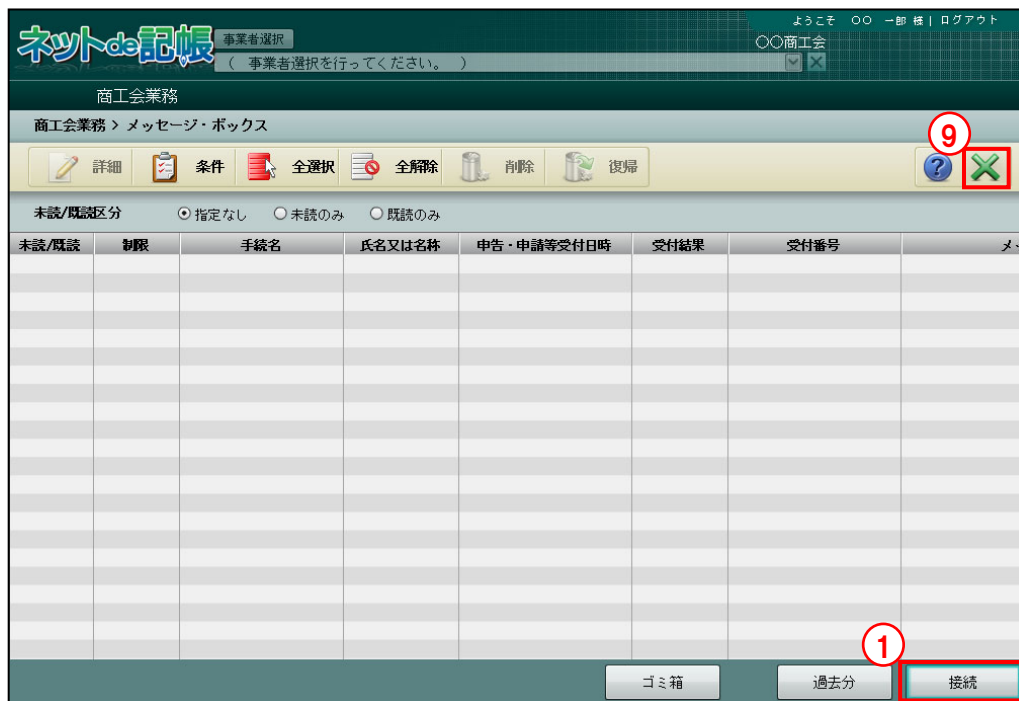 ようこそ 〇〇 一郎 様 | ログアウト
ネットde記帳
事業者選択
〇〇商工会
( 事業者選択を行ってください。 )
商工会業務
商工会業務 > メッセージ・ボックス
⑨
詳細 条件 全選択 全解除 削除 復帰 ?
未読/既読区分 指定なし 未読のみ 既読のみ
未読/既読 制限 手続名 氏名又は名称 申告・申請等受付日時 受付結果 受付番号 メッ
①
ゴミ箱 過去分 接続